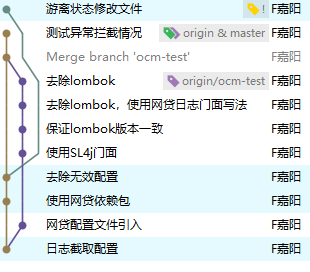 游离状态修改文件 ! F嘉阳
测试异常拦截情况 origin & master F嘉阳
Merge branch 'ocm-test' F嘉阳
去除lombok origin/ocm-test F嘉阳
去除lombok，使用网贷日志门面写法 F嘉阳
保证lombok版本一致 F嘉阳
使用SL4j门面 F嘉阳
去除无效配置 F嘉阳
使用网贷依赖包 F嘉阳
网贷配置文件引入 F嘉阳
日志截取配置 F嘉阳